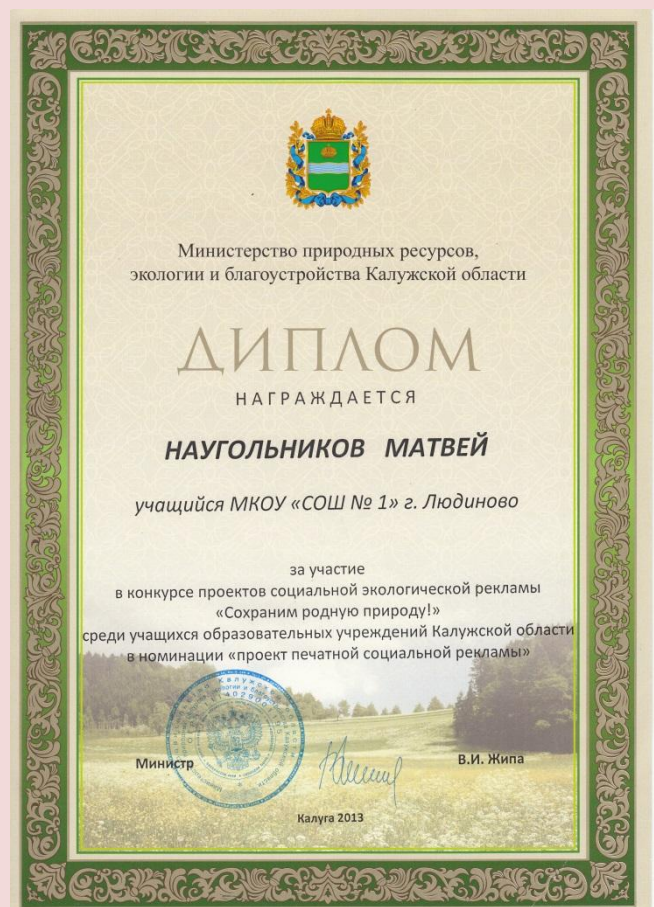 Министерство природных ресурсов,
экологии и благоустройства Калужской области
ДИПЛОМ
НАГРАЖДАЕТСЯ
НАУГОЛЬНИКОВ МАТВЕЙ
учащийся МКОУ «СОШ № 1» г. Людиново
за участие
в конкурсе проектов социальной экологической рекламы
«Сохраним родную природу!»
среди учащихся образовательных учреждений Калужской области
в номинации «проект печатной социальной рекламы»
Министр
В.И. Жипа
Калуга 2013